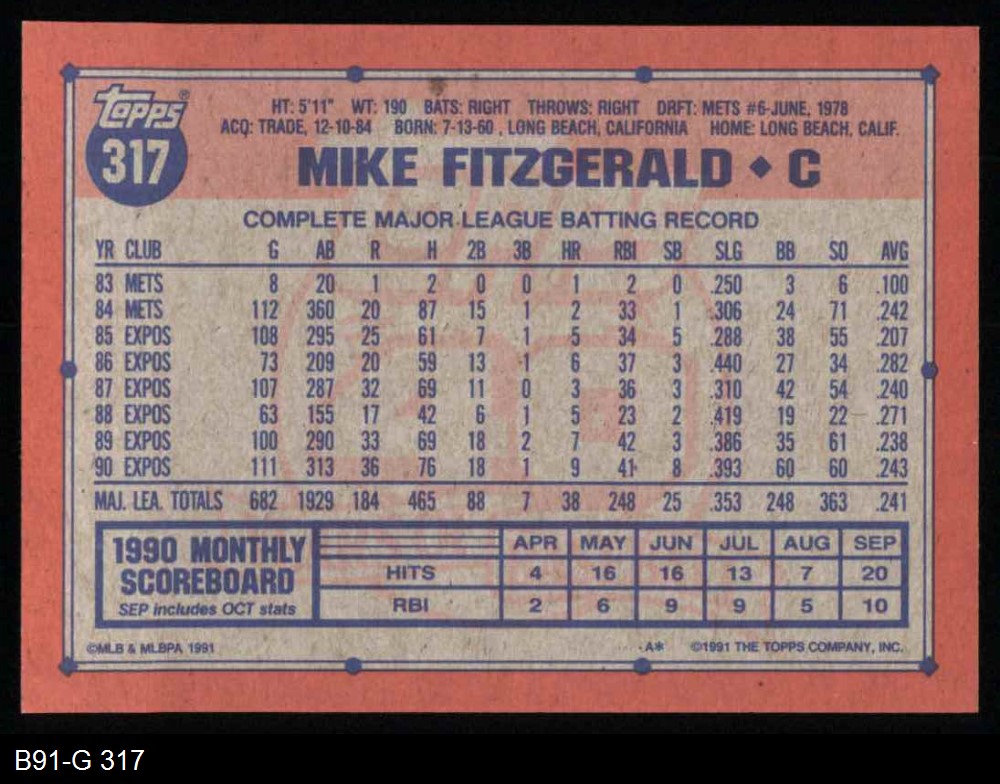 Topps®
317
HT: 5'11" WT: 190 BATS: RIGHT THROWS: RIGHT DRFT: METS #6-JUNE, 1978
ACQ: TRADE, 12-10-84 BORN: 7-13-60 , LONG BEACH, CALIFORNIA HOME: LONG BEACH, CALIF.
MIKE FITZGERALD ◆ C
COMPLETE MAJOR LEAGUE BATTING RECORD
YR CLUB G AB R H 2B 3B HR RBI SB SLG BB SO AVG
83 METS 8 20 1 2 0 0 1 2 0 .250 3 6 .100
84 METS 112 360 20 87 15 1 2 33 1 .306 24 71 .242
85 EXPOS 108 295 25 61 7 1 5 34 5 .288 38 55 .207
86 EXPOS 73 209 20 59 13 1 6 37 3 .440 27 34 .282
87 EXPOS 107 287 32 69 11 0 3 36 3 .310 42 54 .240
88 EXPOS 63 155 17 42 6 1 5 23 2 .419 19 22 .271
89 EXPOS 100 290 33 69 18 2 7 42 3 .386 35 61 .238
90 EXPOS 111 313 36 76 18 1 9 41 8 .393 60 60 .243
MAJ. LEA. TOTALS 682 1929 184 465 88 7 38 248 25 .353 248 363 .241
1990 MONTHLY
SCOREBOARD
SEP includes OCT stats
APR MAY JUN JUL AUG SEP
HITS 4 16 16 13 7 20
RBI 2 6 9 9 5 10
©MLB & MLBPA 1991 A* ©1991 THE TOPPS COMPANY, INC.
B91-G 317